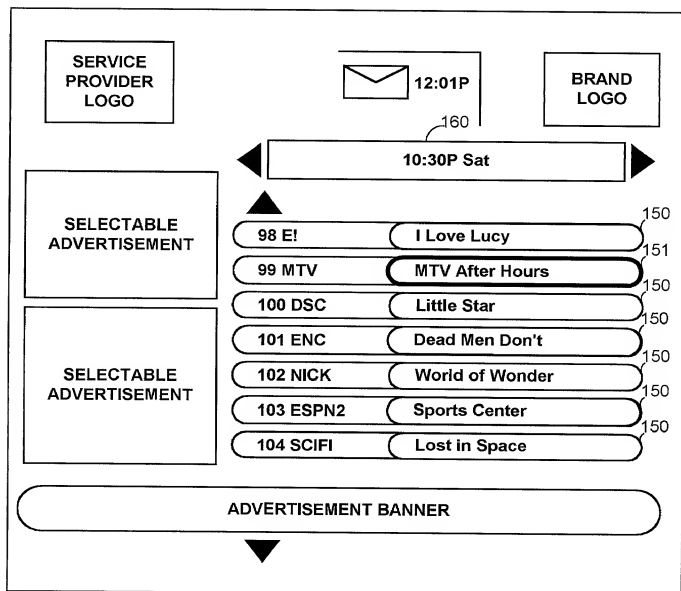 SERVICE
PROVIDER
LOGO
12:01P
BRAND
LOGO
160
10:30P Sat
SELECTABLE
ADVERTISEMENT
150
98 E! I Love Lucy
151
99 MTV MTV After Hours
150
100 DSC Little Star
150
101 ENC Dead Men Don't
150
102 NICK World of Wonder
150
103 ESPN2 Sports Center
150
104 SCIFI Lost in Space
SELECTABLE
ADVERTISEMENT
ADVERTISEMENT BANNER